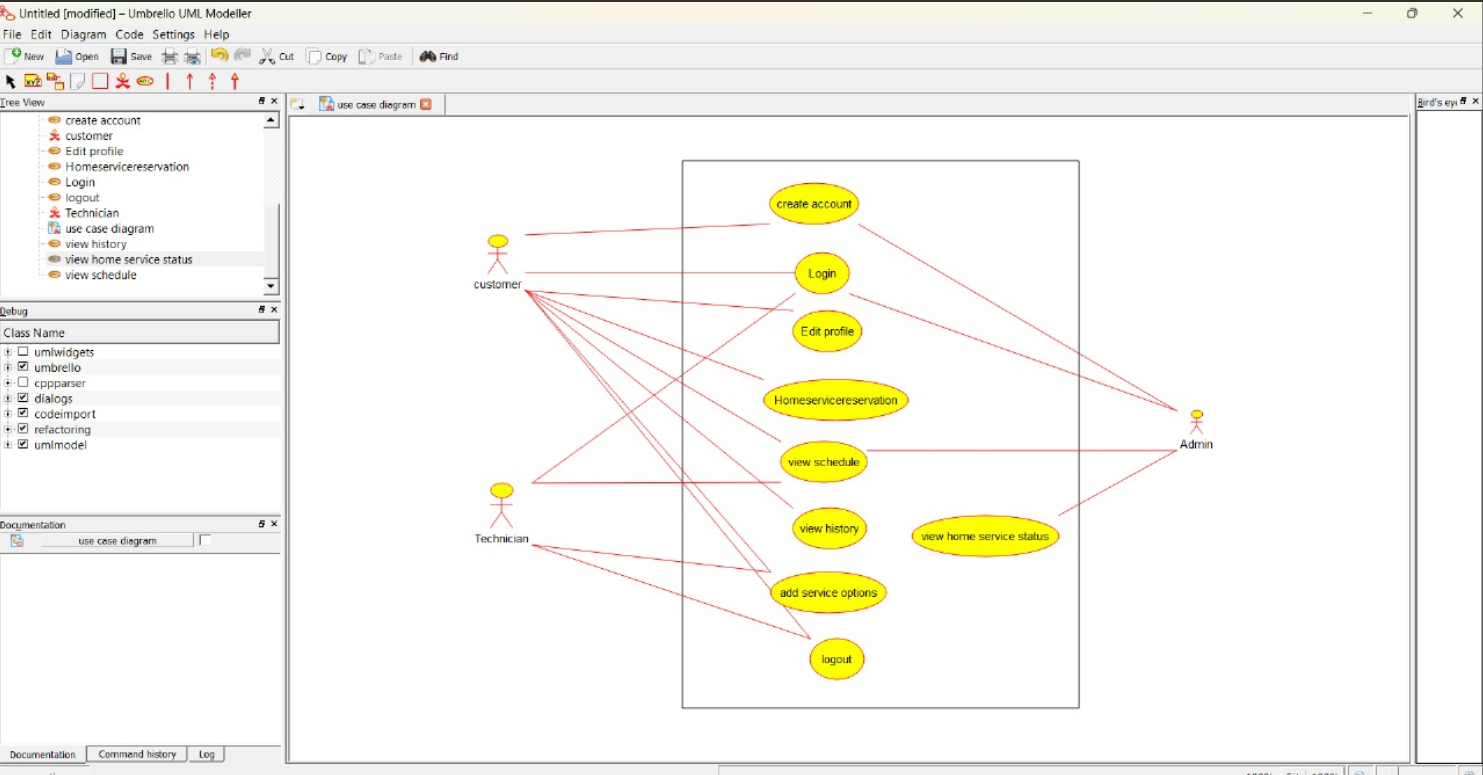 Untitled [modified] – Umbrello UML Modeller
File Edit Diagram Code Settings Help
New Open Save Cut Copy Paste Find
Tree View
use case diagram
Bird's eye
create account
customer
Edit profile
Homeservicereservation
Login
logout
Technician
use case diagram
view history
view home service status
view schedule
Debug
Class Name
umlwidgets
umbrello
cppparser
dialogs
codeimport
refactoring
umlmodel
Documentation
use case diagram
Documentation Command history Log
create account
Login
customer
Edit profile
Homeservicereservation
Admin
view schedule
view history
view home service status
Technician
add service options
logout